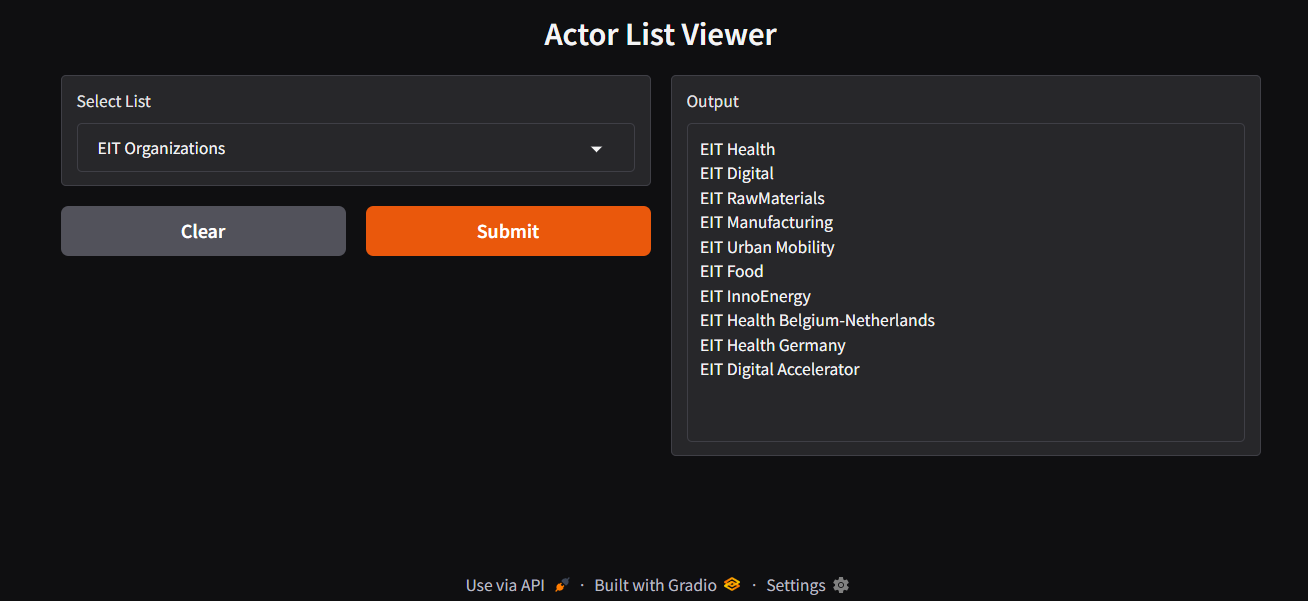 Actor List Viewer
Select List
EIT Organizations
Clear
Submit
Output
EIT Health
EIT Digital
EIT RawMaterials
EIT Manufacturing
EIT Urban Mobility
EIT Food
EIT InnoEnergy
EIT Health Belgium-Netherlands
EIT Health Germany
EIT Digital Accelerator
Use via API · Built with Gradio · Settings